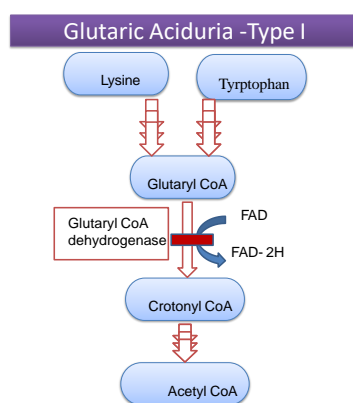 Glutaric Aciduria -Type I
Lysine
Tyrptophan
Glutaryl CoA
Glutaryl CoA
dehydrogenase
FAD
FAD- 2H
Crotonyl CoA
Acetyl CoA